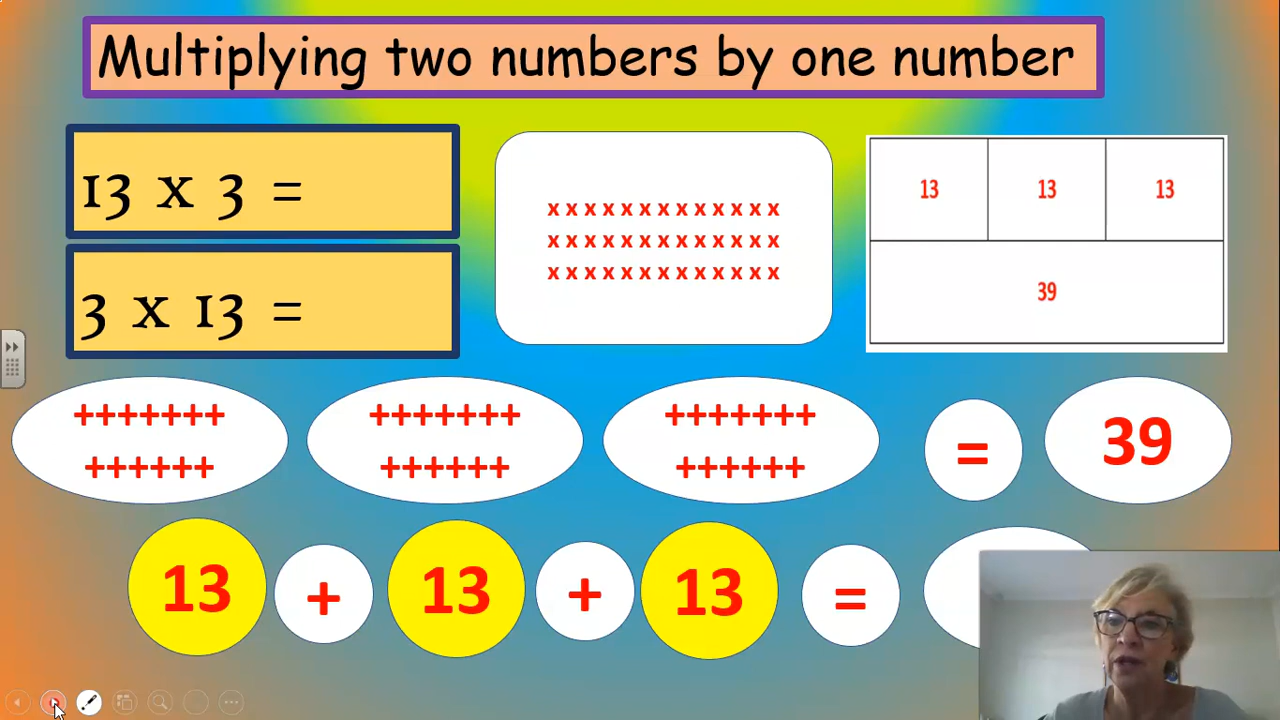 Multiplying two numbers by one number
13 x 3 =
3 x 13 =
x x x x x x x x x x x x x
x x x x x x x x x x x x x
x x x x x x x x x x x x x
13 13 13
39
+++++++ +++++++ +++++++
++++++ ++++++ ++++++
= 39
13 + 13 + 13 =